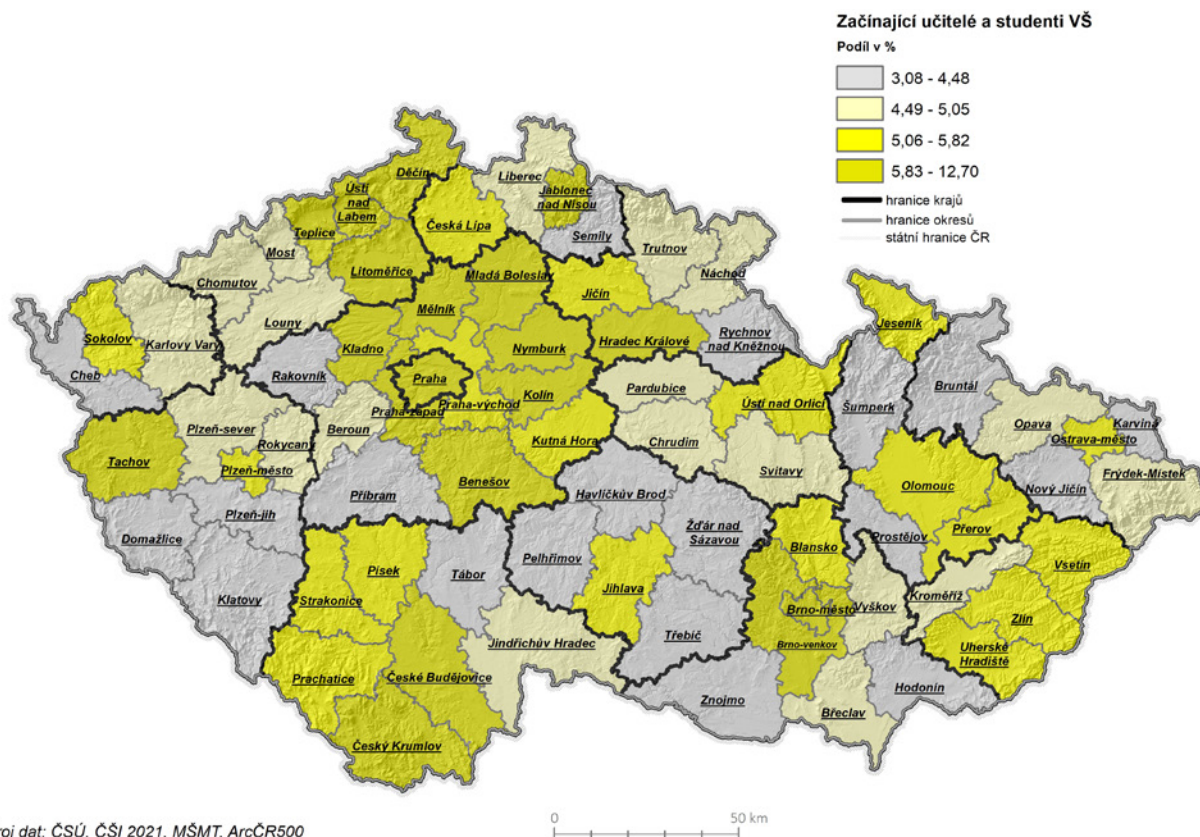 Začínající učitelé a studenti VŠ
Podíl v %
3,08 - 4,48
4,49 - 5,05
5,06 - 5,82
5,83 - 12,70
hranice krajů
hranice okresů
státní hranice ČR
Děčín
Liberec
Ústí
nad
Labem
Jablonec
nad Nisou
Česká Lípa
Teplice
Semily
Trutnov
Most
Litoměřice
Mladá Bolesla
Náchod
Chomutov
Jičín
Mělník
Louny
Jeseník
Sokolov
Karlovy Vary
Kladno
Nymburk
Hradec Králové
Rychnov
nad Kněžnou
Cheb
Rakovník
Praha
Bruntál
Pardubice
Kolín
Praha-západ
Praha-východ
Ústí nad Orlicí
Šumperk
Plzeň-sever
Beroun
Rokycany
Kutná Hora
Chrudim
Opava
Karviná
Ostrava-město
Tachov
Plzeň-město
Svitavy
Frýdek-Místek
Benešov
Olomouc
Nový Jičín
Příbram
Havlíčkův Brod
Plzeň-jih
Žďár nad
Sázavou
Přerov
Prostějov
Domažlice
Blansko
Pelhřimov
Vsetín
Písek
Tábor
Jihlava
Klatovy
Strakonice
Brno-město
Vyškov
Kroměříž
Zlín
Třebíč
Jindřichův Hradec
Brno-venkov
Uherské
Hradiště
Prachatice
České Budějovice
Hodonín
Znojmo
Břeclav
Český Krumlov
roj dat: ČSÚ, ČŠI 2021, MŠMT, ArcČR500
0 50 km